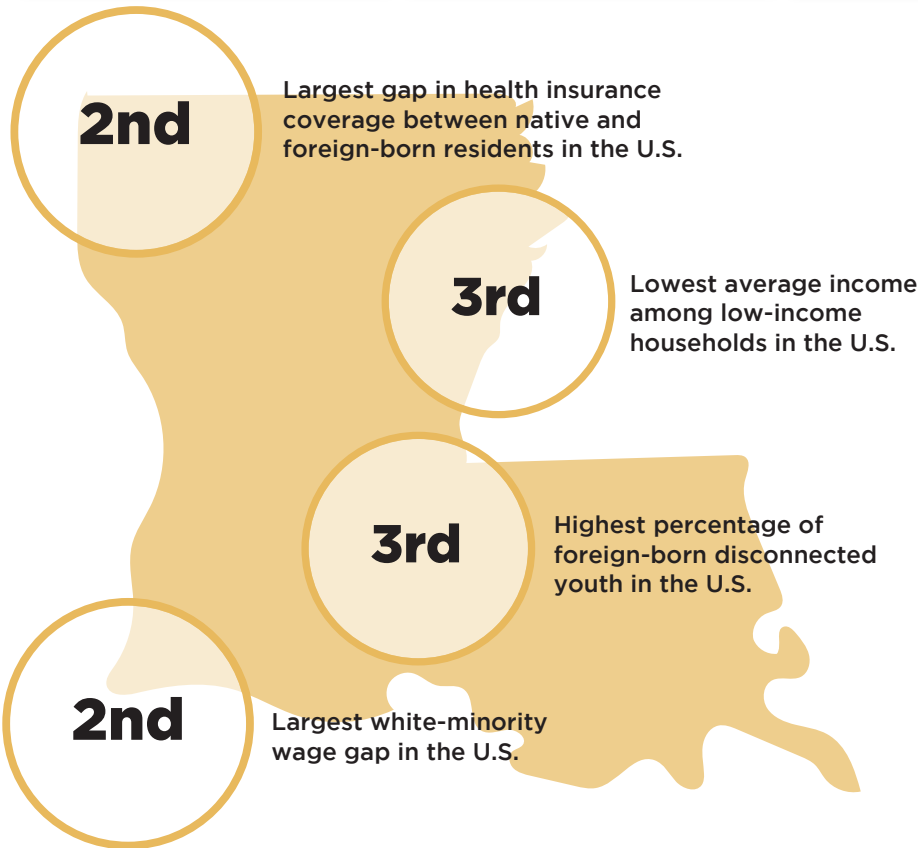 2nd
Largest gap in health insurance
coverage between native and
foreign-born residents in the U.S.
3rd
Lowest average income
among low-income
households in the U.S.
3rd
Highest percentage of
foreign-born disconnected
youth in the U.S.
2nd
Largest white-minority
wage gap in the U.S.